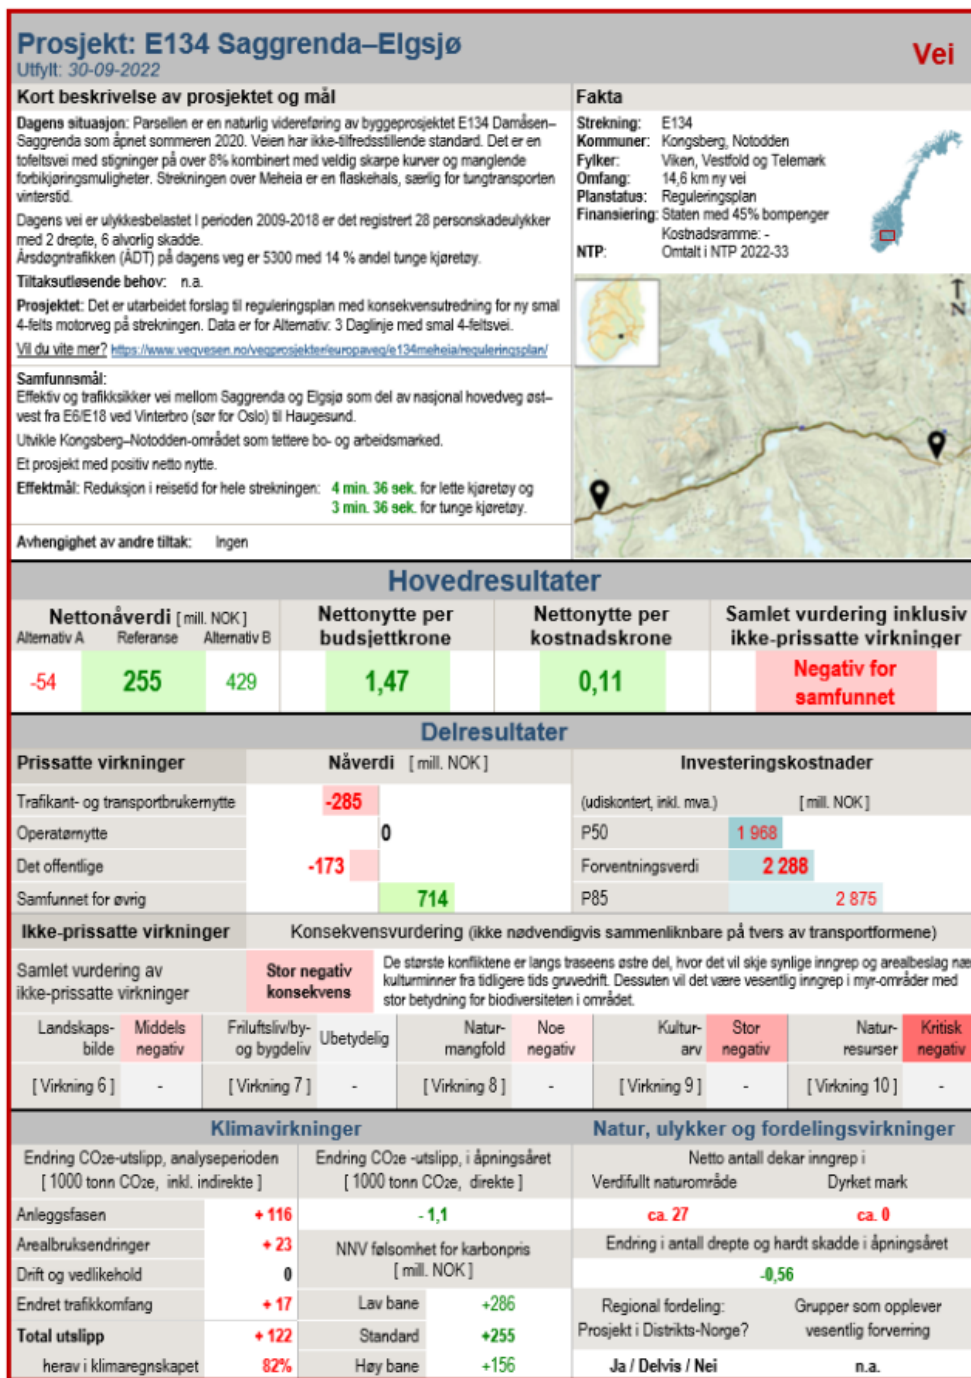 Prosjekt: E134 Saggrenda–Elgsjø
Vei
Utfylt: 30-09-2022
Kort beskrivelse av prosjektet og mål
Dagens situasjon: Parsellen er en naturlig videreføring av byggeprosjektet E134 Damåsen–
Saggrenda som åpnet sommeren 2020. Veien har ikke-tilfredsstillende standard. Det er en
tofeltsvei med stigninger på over 8% kombinert med veldig skarpe kurver og manglende
forbikjøringsmuligheter. Strekningen over Meheia er en flaskehals, særlig for tungtransporten
vinterstid.
Dagens vei er ulykkesbelastet I perioden 2009-2018 er det registrert 28 personskadeulykker
med 2 drepte, 6 alvorlig skadde.
Årsdøgntrafikken (ÅDT) på dagens veg er 5300 med 14 % andel tunge kjøretøy.
Tiltaksutløsende behov: n.a.
Prosjektet: Det er utarbeidet forslag til reguleringsplan med konsekvensutredning for ny smal
4-felts motorveg på strekningen. Data er for Alternativ: 3 Daglinje med smal 4-feltsvei.
Vil du vite mer? https://www.vegvesen.no/vegprosjekter/europaveg/e134meheia/reguleringsplan/
Samfunnsmål:
Effektiv og trafikksikker vei mellom Saggrenda og Elgsjø som del av nasjonal hovedveg øst–
vest fra E6/E18 ved Vinterbro (sør for Oslo) til Haugesund.
Utvikle Kongsberg–Notodden-området som tettere bo- og arbeidsmarked.
Et prosjekt med positiv netto nytte.
Effektmål: Reduksjon i reisetid for hele strekningen: 4 min. 36 sek. for lette kjøretøy og
3 min. 36 sek. for tunge kjøretøy.
Avhengighet av andre tiltak: Ingen
Fakta
Strekning: E134
Kommuner: Kongsberg, Notodden
Fylker: Viken, Vestfold og Telemark
Omfang: 14,6 km ny vei
Planstatus: Reguleringsplan
Finansiering: Staten med 45% bompenger
Kostnadsramme: -
NTP: Omtalt i NTP 2022-33
N
Hovedresultater
Nettonåverdi [ mill. NOK ]
Alternativ A Referanse Alternativ B
-54 255 429
Nettonytte per
budsjettkrone
1,47
Nettonytte per
kostnadskrone
0,11
Samlet vurdering inklusiv
ikke-prissatte virkninger
Negativ for
samfunnet
Delresultater
Prissatte virkninger Nåverdi [ mill. NOK ]
Trafikant- og transportbrukernytte -285
Operatørnytte 0
Det offentlige -173
Samfunnet for øvrig 714
Investeringskostnader
(udiskontert, inkl. mva.) [ mill. NOK ]
P50 1 968
Forventningsverdi 2 288
P85 2 875
Ikke-prissatte virkninger Konsekvensvurdering (ikke nødvendigvis sammenliknbare på tvers av transportformene)
Samlet vurdering av
ikke-prissatte virkninger
Stor negativ
konsekvens
De største konfliktene er langs traseens østre del, hvor det vil skje synlige inngrep og arealbeslag næ
kulturminner fra tidligere tids gruvedrift. Dessuten vil det være vesentlig inngrep i myr-områder med
stor betydning for biodiversiteten i området.
Landskaps-
bilde
Middels
negativ
Friluftsliv/by-
og bygdeliv
Ubetydelig
Natur-
mangfold
Noe
negativ
Kultur-
arv
Stor
negativ
Natur-
resurser
Kritisk
negativ
[ Virkning 6 ] - [ Virkning 7 ] - [ Virkning 8 ] - [ Virkning 9 ] - [ Virkning 10 ] -
Klimavirkninger
Endring CO2e-utslipp, analyseperioden
[ 1000 tonn CO2e, inkl. indirekte ]
Anleggsfasen + 116
Arealbruksendringer + 23
Drift og vedlikehold 0
Endret trafikkomfang + 17
Total utslipp + 122
herav i klimaregnskapet 82%
Endring CO2e -utslipp, i åpningsåret
[ 1000 tonn CO2e, direkte ]
- 1,1
NNV følsomhet for karbonpris
[ mill. NOK ]
Lav bane +286
Standard +255
Høy bane +156
Natur, ulykker og fordelingsvirkninger
Netto antall dekar inngrep i
Verdifullt naturområde Dyrket mark
ca. 27 ca. 0
Endring i antall drepte og hardt skadde i åpningsåret
-0,56
Regional fordeling:
Prosjekt i Distrikts-Norge?
Ja / Delvis / Nei
Grupper som opplever
vesentlig forverring
n.a.